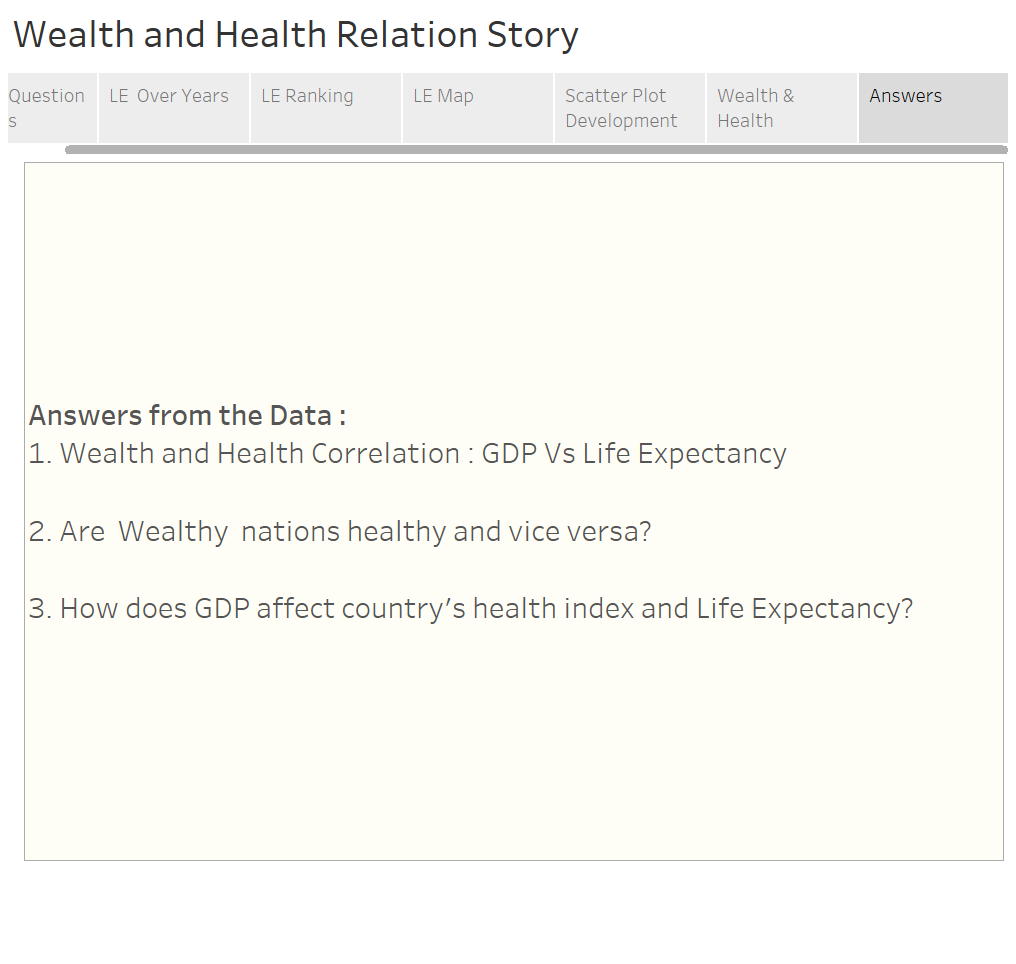 Wealth and Health Relation Story
Question
s
LE  Over Years
LE Ranking
LE Map
Scatter Plot
Development
Wealth &
Health
Answers
Answers from the Data :
1. Wealth and Health Correlation : GDP Vs Life Expectancy
2. Are  Wealthy  nations healthy and vice versa?
3. How does GDP affect country’s health index and Life Expectancy?